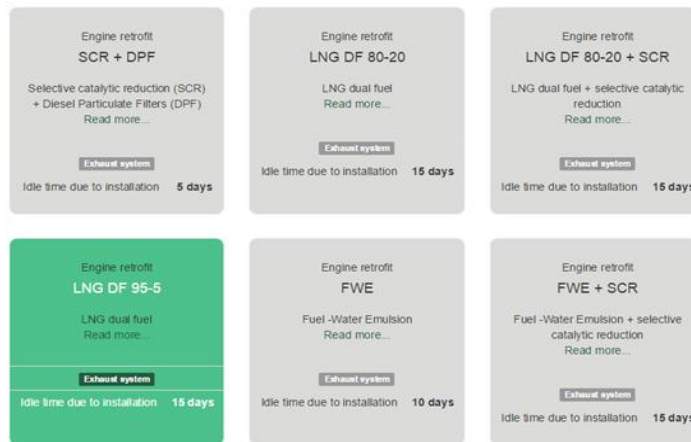 Engine retrofit
SCR + DPF
Selective catalytic reduction (SCR)
+ Diesel Particulate Filters (DPF)
Read more...
Exhaust system
Idle time due to installation 5 days
Engine retrofit
LNG DF 80-20
LNG dual fuel
Read more...
Exhaust system
Idle time due to installation 15 days
Engine retrofit
LNG DF 80-20 + SCR
LNG dual fuel + selective catalytic
reduction
Read more...
Exhaust system
Idle time due to installation 15 days
Engine retrofit
LNG DF 95-5
LNG dual fuel
Read more...
Exhaust system
Idle time due to installation 15 days
Engine retrofit
FWE
Fuel -Water Emulsion
Read more...
Exhaust system
Idle time due to installation 10 days
Engine retrofit
FWE + SCR
Fuel -Water Emulsion + selective
catalytic reduction
Read more...
Exhaust system
Idle time due to installation 15 days